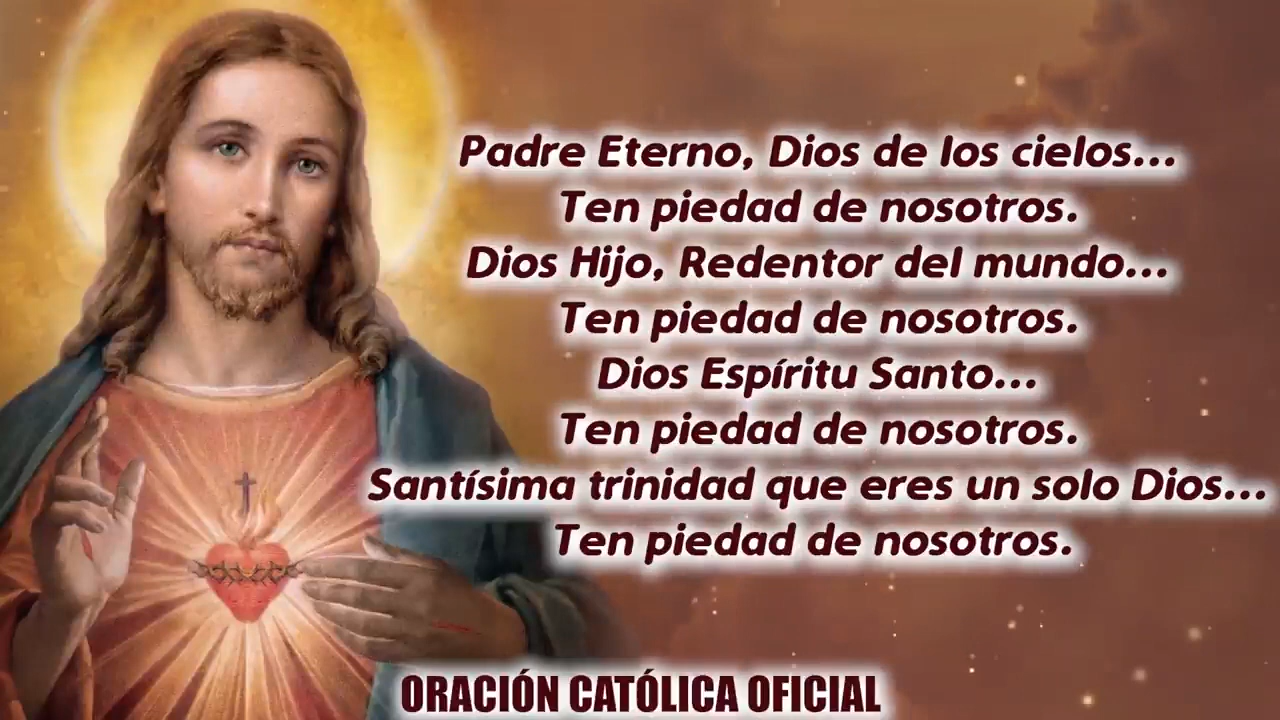 Padre Eterno, Dios de los cielos...
Ten piedad de nosotros.
Dios Hijo, Redentor del mundo...
Ten piedad de nosotros.
Dios Espíritu Santo...
Ten piedad de nosotros.
Santísima trinidad que eres un solo Dios...
Ten piedad de nosotros.
ORACIÓN CATÓLICA OFICIAL